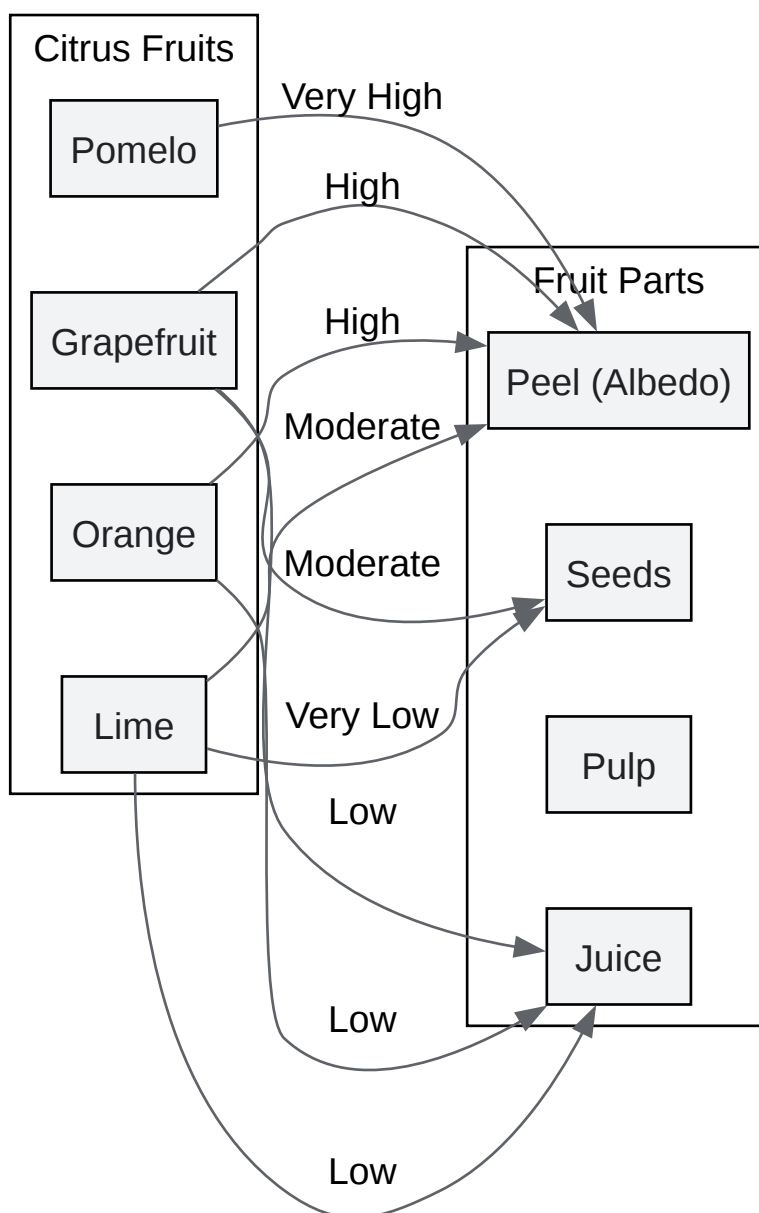 Citrus Fruits
Pomelo
Very High
High
Grapefruit
Fruit Parts
High
Peel (Albedo)
Moderate
Orange
Moderate
Seeds
Lime
Very Low
Pulp
Low
Juice
Low
Low